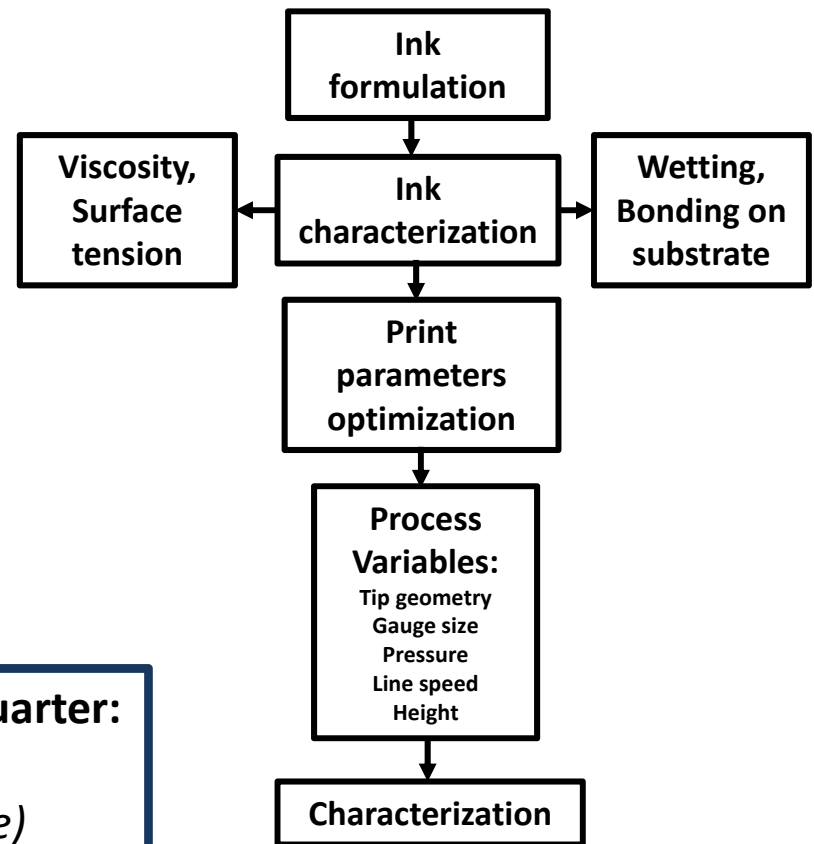 Ink
formulation
Viscosity,
Surface
tension
Ink
characterization
Wetting,
Bonding on
substrate
Print
parameters
optimization
Process
Variables:
Tip geometry
Gauge size
Pressure
Line speed
Height
Characterization